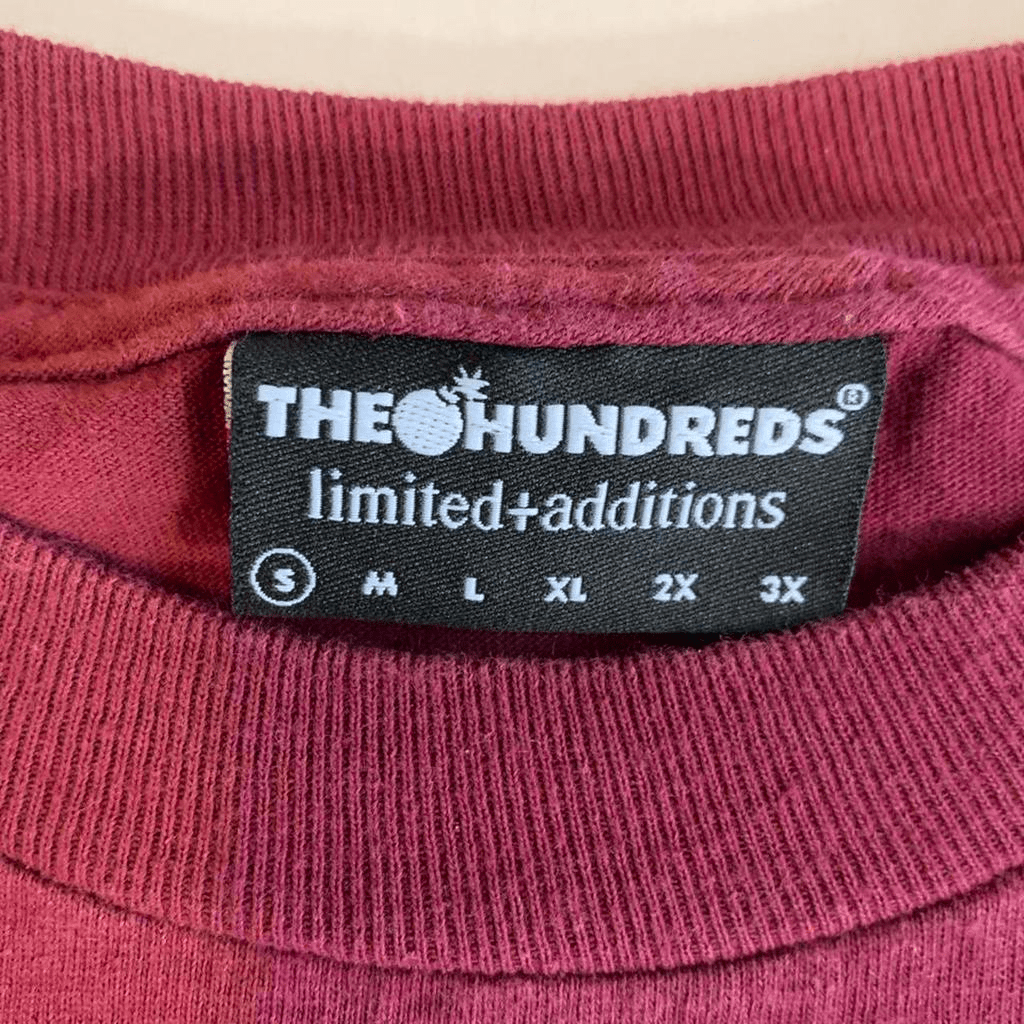 THE HUNDREDS®
limited+additions
S M L XL 2X 3X